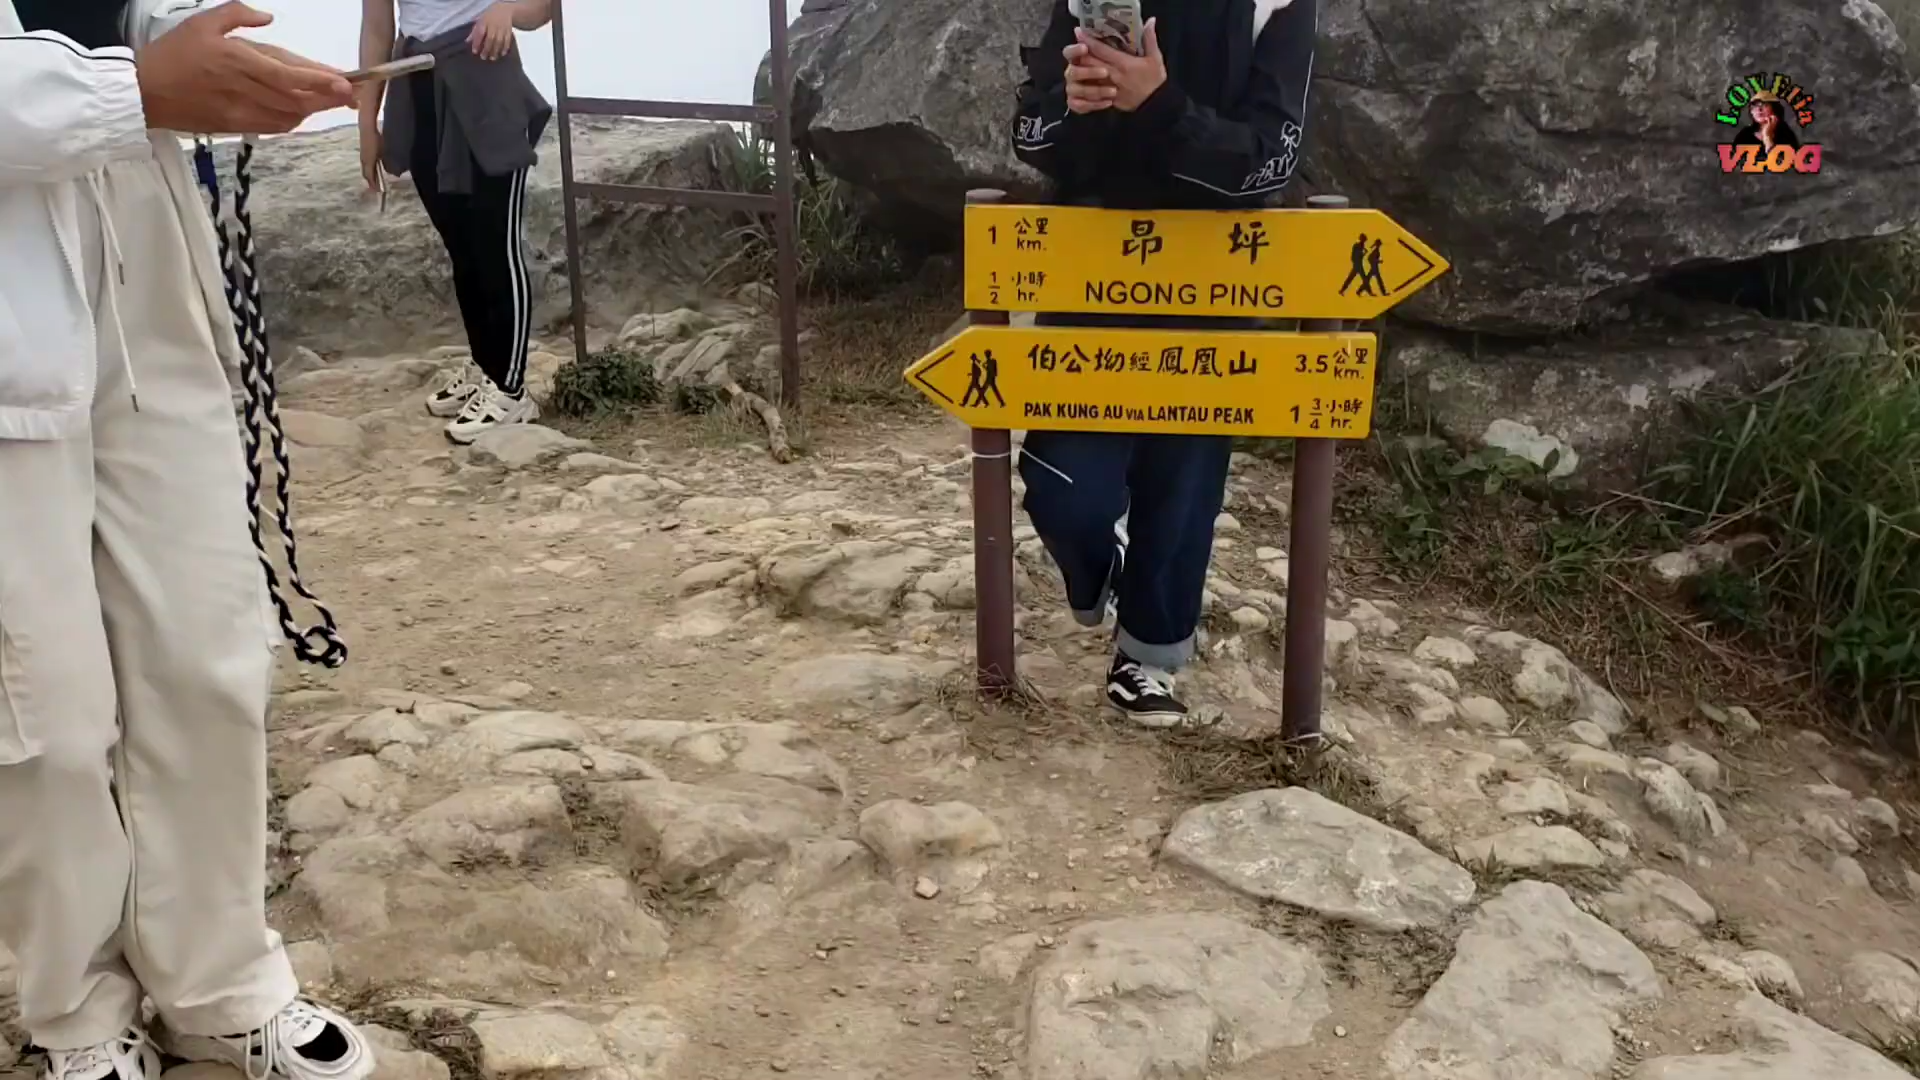 LOVElia
VLOG
1 公里 km.
昂坪
1/2 小時 hr.
NGONG PING
伯公坳經鳳凰山
3.5 公里 km.
PAK KUNG AU VIA LANTAU PEAK
1 3/4 小時 hr.